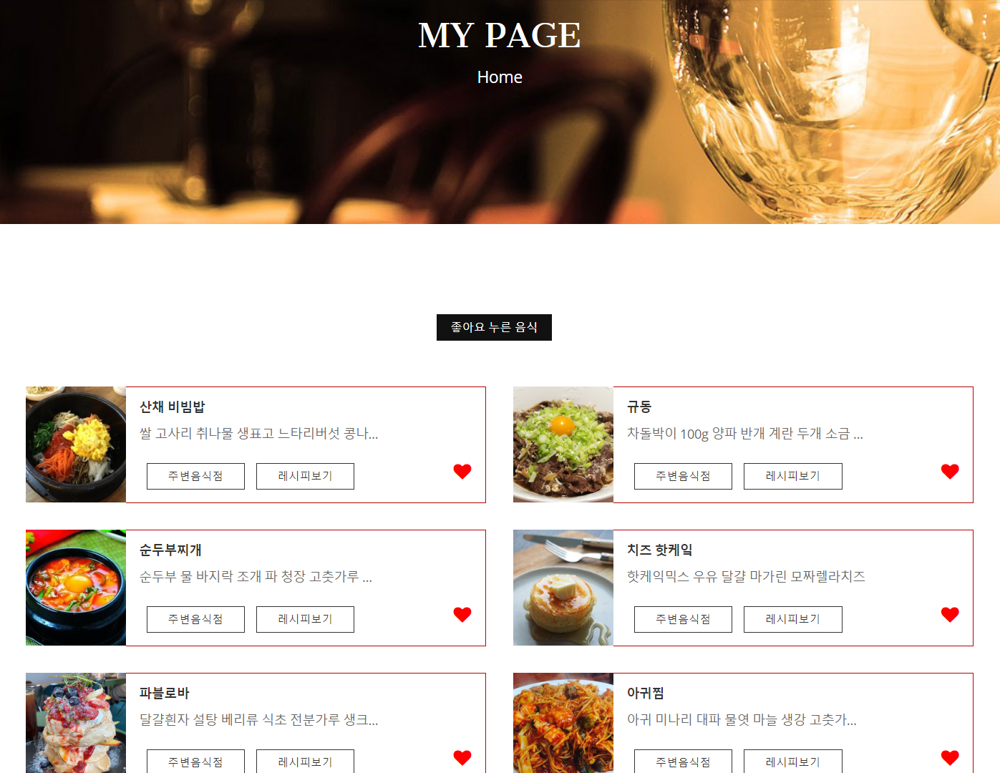 MY PAGE
Home
좋아요 누른 음식
산채 비빔밥
쌀 고사리 취나물 생표고 느타리버섯 콩나...
주변음식점
레시피보기
규동
차돌박이 100g 양파 반개 계란 두개 소금 ...
주변음식점
레시피보기
순두부찌개
순두부 물 바지락 조개 파 청장 고춧가루 ...
주변음식점
레시피보기
치즈 핫케잌
핫케익믹스 우유 달걀 마가린 모짜렐라치즈
주변음식점
레시피보기
파블로바
달걀흰자 설탕 베리류 식초 전분가루 생크...
주변음식점
레시피보기
아귀찜
아귀 미나리 대파 물엿 마늘 생강 고춧가...
주변음식점
레시피보기